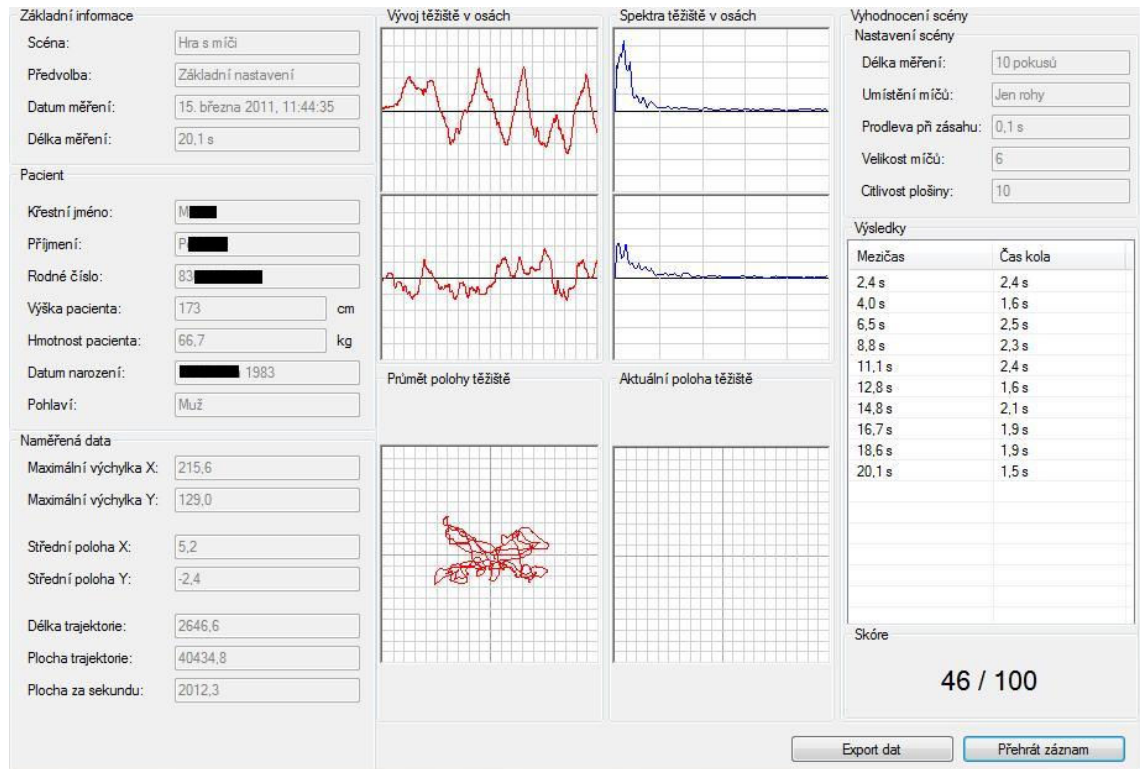 Základní informace
Scéna: Hra s míči
Předvolba: Základní nastavení
Datum měření: 15. března 2011, 11:44:35
Délka měření: 20,1 s
Pacient
Křestní jméno: M
Příjmení: P
Rodné číslo: 83
Výška pacienta: 173 cm
Hmotnost pacienta: 66,7 kg
Datum narození: 1983
Pohlaví: Muž
Naměřená data
Maximální výchylka X: 215,6
Maximální výchylka Y: 129,0
Střední poloha X: 5,2
Střední poloha Y: -2,4
Délka trajektorie: 2646,6
Plocha trajektorie: 40434,8
Plocha za sekundu: 2012,3
Vývoj těžiště v osách
Spektra těžiště v osách
Průmět polohy těžiště
Aktuální poloha těžiště
Vyhodnocení scény
Nastavení scény
Délka měření: 10 pokusů
Umístění míčů: Jen rohy
Prodleva při zásahu: 0,1 s
Velikost míčů: 6
Citlivost plošiny: 10
Výsledky
Mezičas Čas kola
2,4 s 2,4 s
4,0 s 1,6 s
6,5 s 2,5 s
8,8 s 2,3 s
11,1 s 2,4 s
12,8 s 1,6 s
14,8 s 2,1 s
16,7 s 1,9 s
18,6 s 1,9 s
20,1 s 1,5 s
Skóre
46 / 100
Export dat
Přehrát záznam